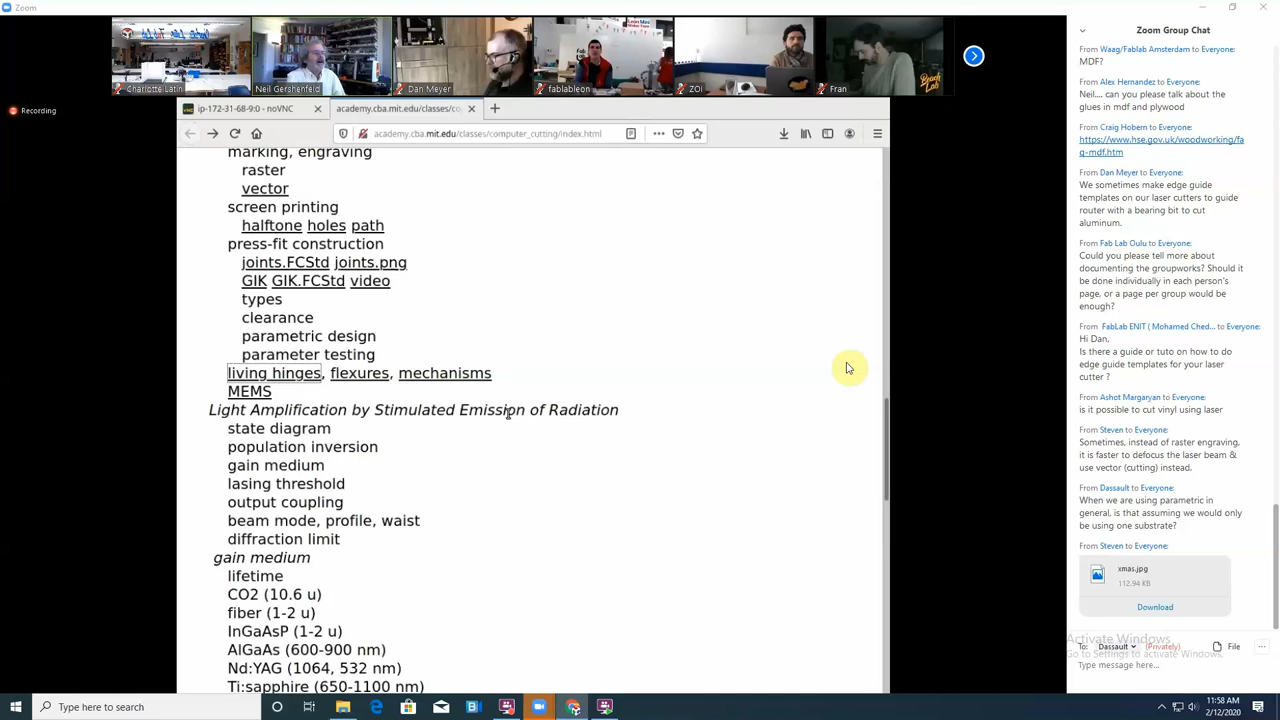 Zoom
Charlotte Latin
Neil Gershenfeld
Dan Meyer
fablableon
ZOI
Fran
Beach
Lab
Recording
ip-172-31-68-9:0 - noVNC
academy.cba.mit.edu/classes/co
academy.cba.mit.edu/classes/computer_cutting/index.html
marking, engraving
raster
vector
screen printing
halftone holes path
press-fit construction
joints.FCStd joints.png
GIK GIK.FCStd video
types
clearance
parametric design
parameter testing
living hinges, flexures, mechanisms
MEMS
Light Amplification by Stimulated Emission of Radiation
state diagram
population inversion
gain medium
lasing threshold
output coupling
beam mode, profile, waist
diffraction limit
gain medium
lifetime
CO2 (10.6 u)
fiber (1-2 u)
InGaAsP (1-2 u)
AlGaAs (600-900 nm)
Nd:YAG (1064, 532 nm)
Ti:sapphire (650-1100 nm)
Zoom Group Chat
From Waag/Fablab Amsterdam to Everyone:
MDF?
From Alex Hernandez to Everyone:
Neil.... can you please talk about the
glues in mdf and plywood
From Craig Hobern to Everyone:
https://www.hse.gov.uk/woodworking/fa
q-mdf.htm
From Dan Meyer to Everyone:
We sometimes make edge guide
templates on our laser cutters to guide
router with a bearing bit to cut
aluminum.
From Fab Lab Oulu to Everyone:
Could you please tell more about
documenting the groupworks? Should it
be done individually in each person's
page, or a page per group would be
enough?
From FabLab ENIT ( Mohamed Ched... to Everyone:
Hi Dan,
Is there a guide or tuto on how to do
edge guide templates for your laser
cutter ?
From Ashot Margaryan to Everyone:
is it possible to cut vinyl using laser
From Steven to Everyone:
Sometimes, instead of raster engraving,
it is faster to defocus the laser beam &
use vector (cutting) instead.
From Dassault to Everyone:
When we are using parametric in
general, is that assuming we would only
be using one substrate?
From Steven to Everyone:
xmas.jpg
112.94 KB
Download
Activate Windows
Go to Settings to activate Windows.
To: Dassault (Privately) File ...
Type message here...
Type here to search
11:58 AM
2/12/2020